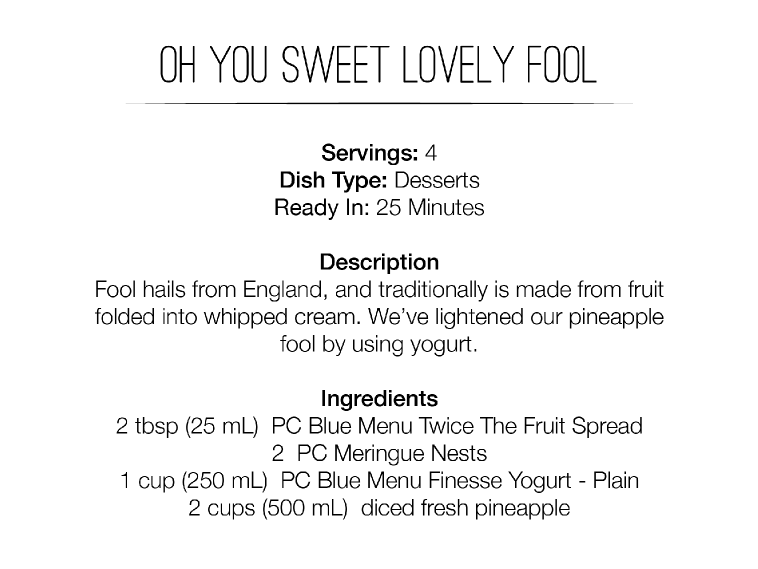 OH YOU SWEET LOVELY FOOL
Servings: 4
Dish Type: Desserts
Ready In: 25 Minutes
Description
Fool hails from England, and traditionally is made from fruit
folded into whipped cream. We've lightened our pineapple
fool by using yogurt.
Ingredients
2 tbsp (25 mL)  PC Blue Menu Twice The Fruit Spread
2  PC Meringue Nests
1 cup (250 mL)  PC Blue Menu Finesse Yogurt - Plain
2 cups (500 mL)  diced fresh pineapple